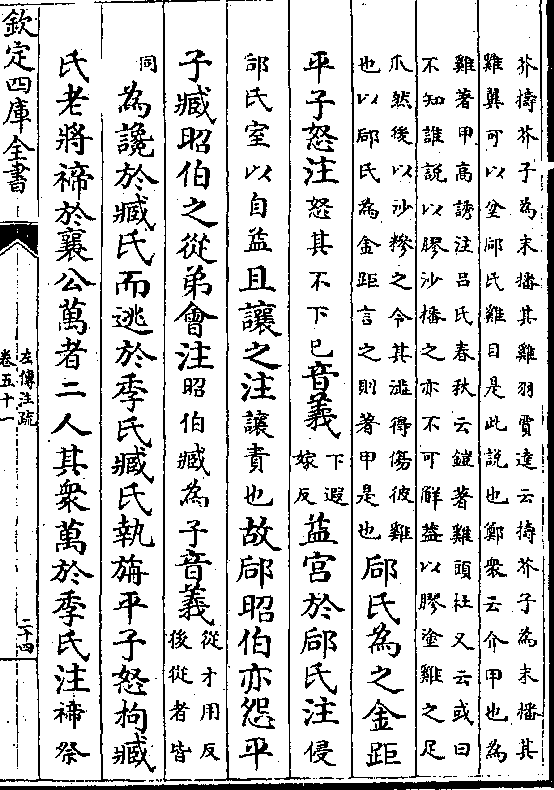 芥擣芥子為末播其雞羽賈逵云擣芥子為末播其
雞翼可以坌郈氏雞目是此說也鄭衆云介甲也為
雞著甲高誘注呂氏春秋云鎧著雞頭杜又云或曰
不知誰說以膠沙播之亦不可解蓋以膠塗雞之足
爪然後以沙糝之令其澁得傷彼雞
也以郈氏為金距言之則著甲是也
郈氏為之金距
平子怒注怒其不下已音義下遐嫁反益宮於郈氏注侵
郈氏室以自益且讓之注讓責也故郈昭伯亦怨平
子臧昭伯之從弟會注昭伯臧為子音義從才用反後從者皆
同為讒於臧氏而逃於季氏臧氏執旃平子怒拘臧
氏老將禘於襄公萬者二人其衆萬於季氏注禘祭
欽定四庫全書
左傳注疏
卷五十一
二十四